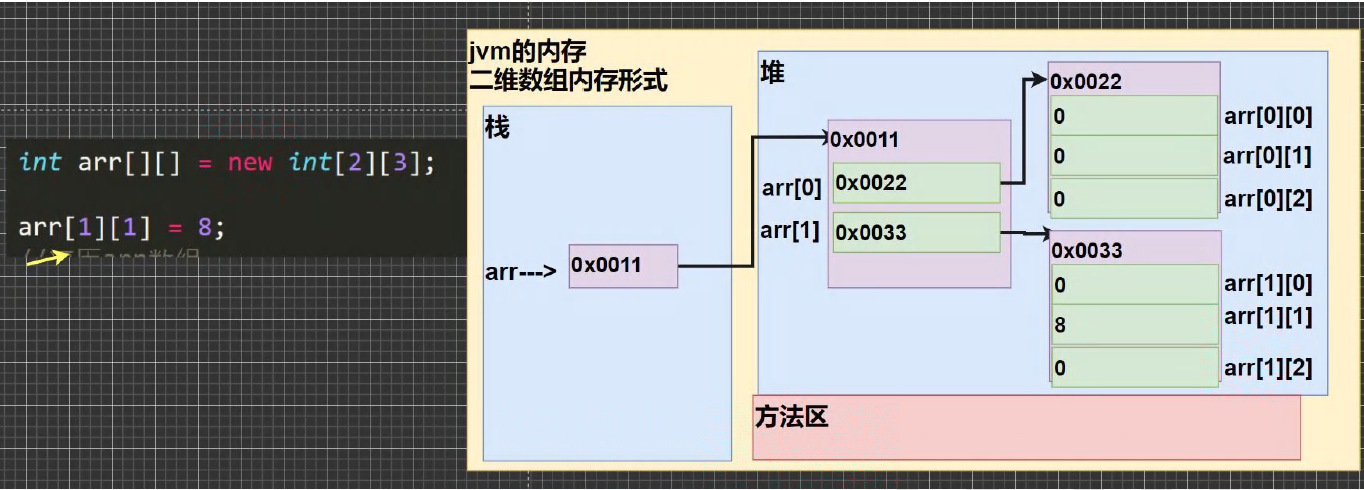 int arr[][] = new int[2][3];
arr[1][1] = 8;
jvm的内存
二维数组内存形式
栈
arr---> 0x0011
堆
0x0011
arr[0] 0x0022
arr[1] 0x0033
0x0022
0 arr[0][0]
0 arr[0][1]
0 arr[0][2]
0x0033
0 arr[1][0]
8 arr[1][1]
0 arr[1][2]
方法区